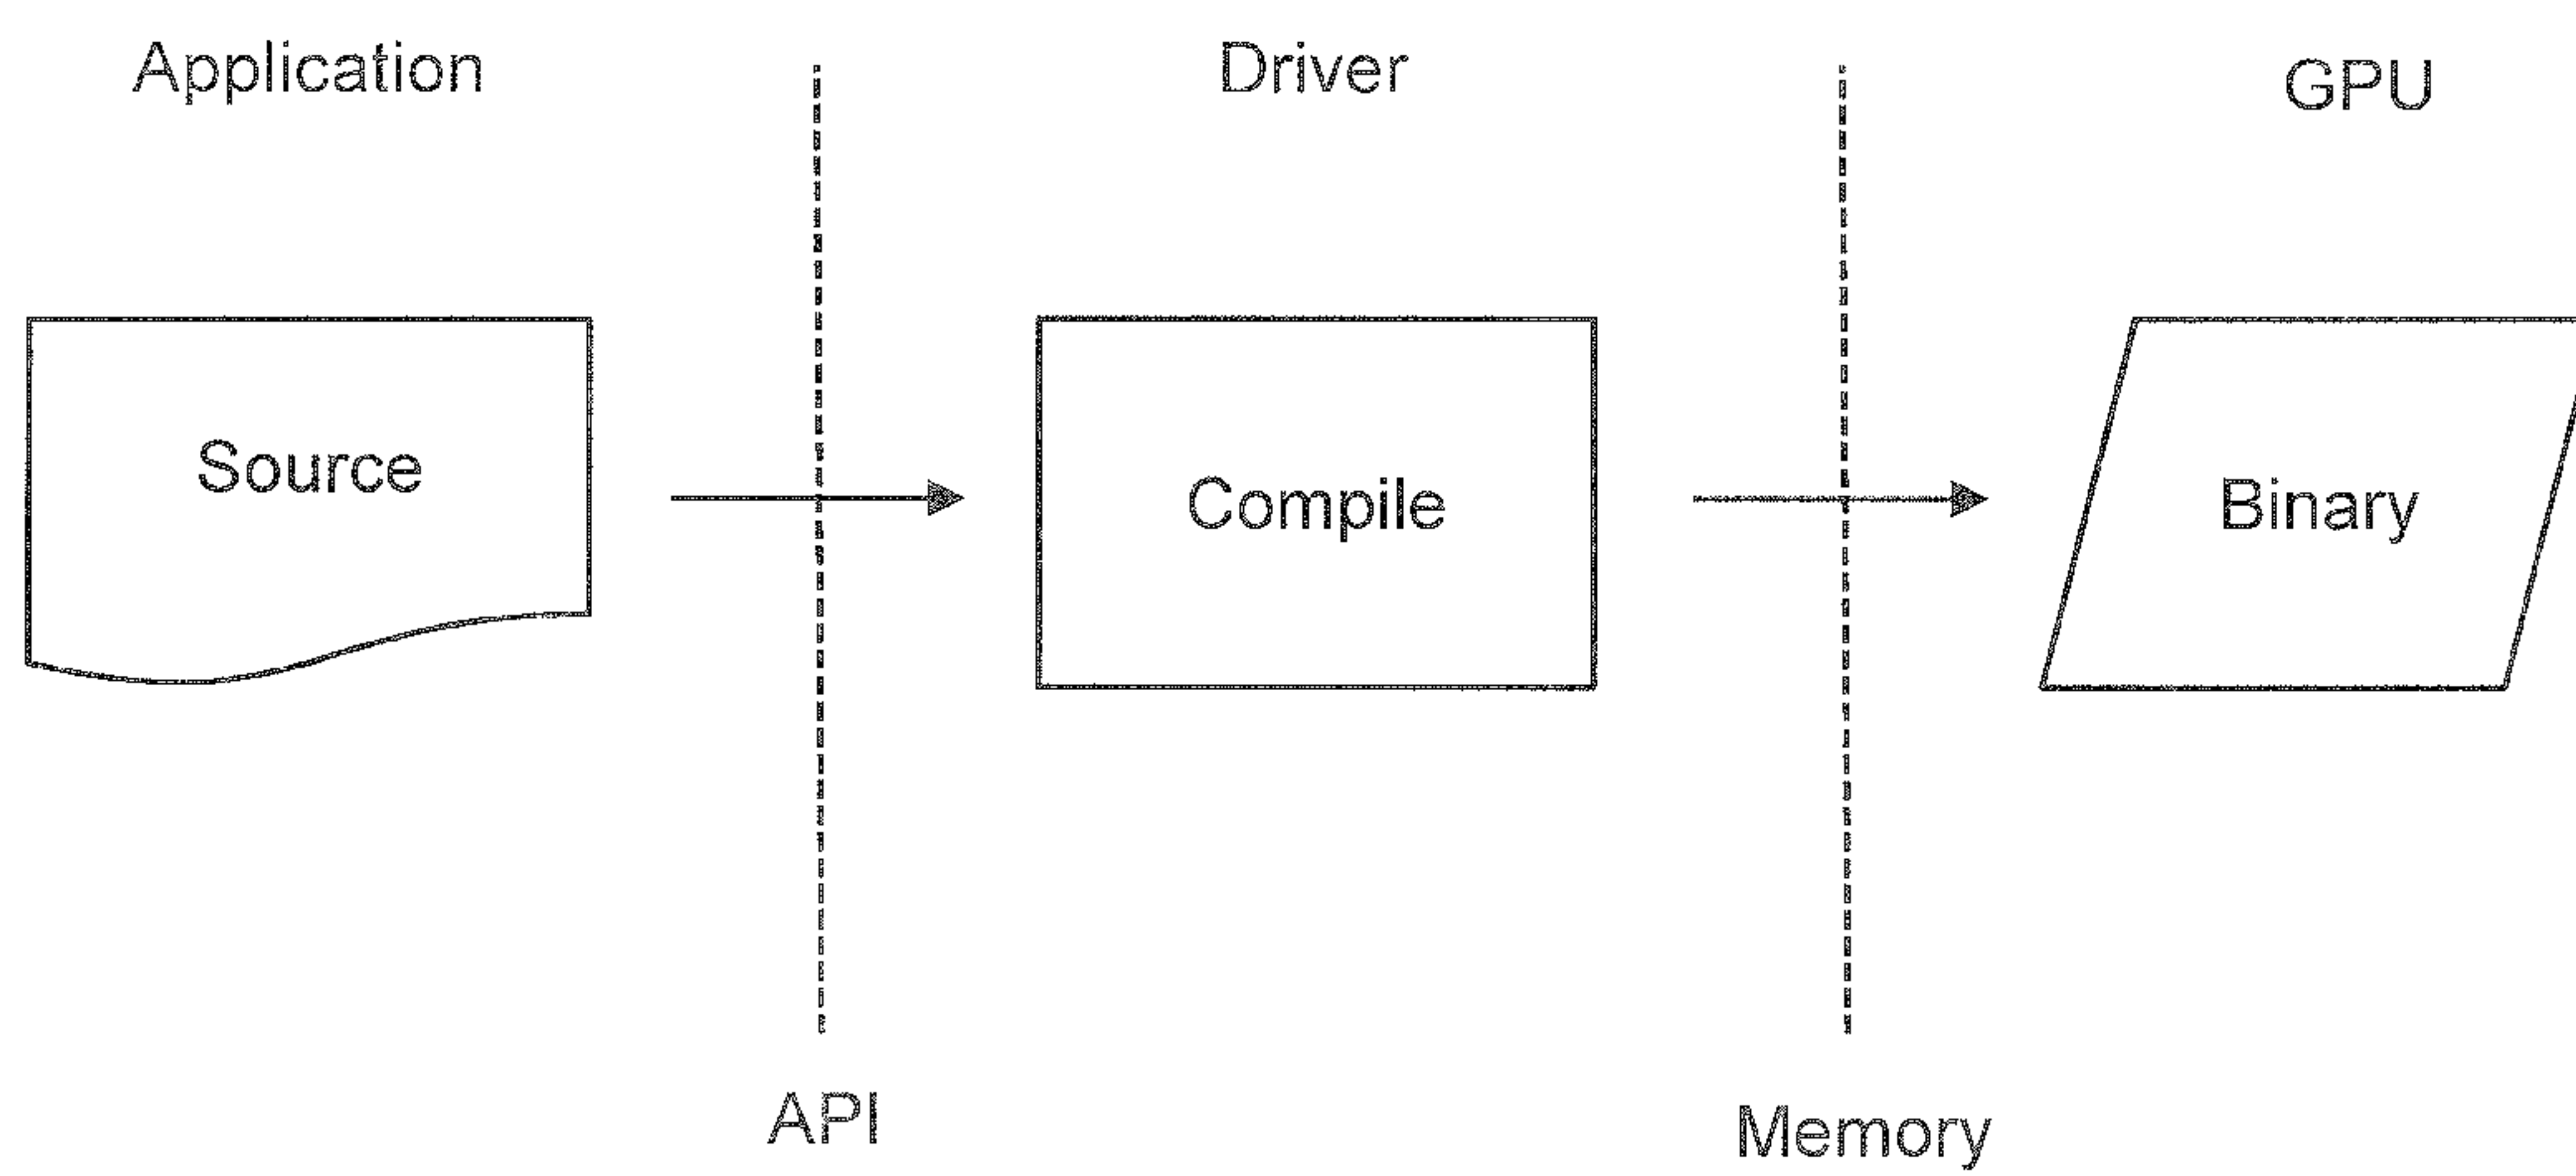 Application
Driver
GPU
Source
Compile
Binary
API
Memory